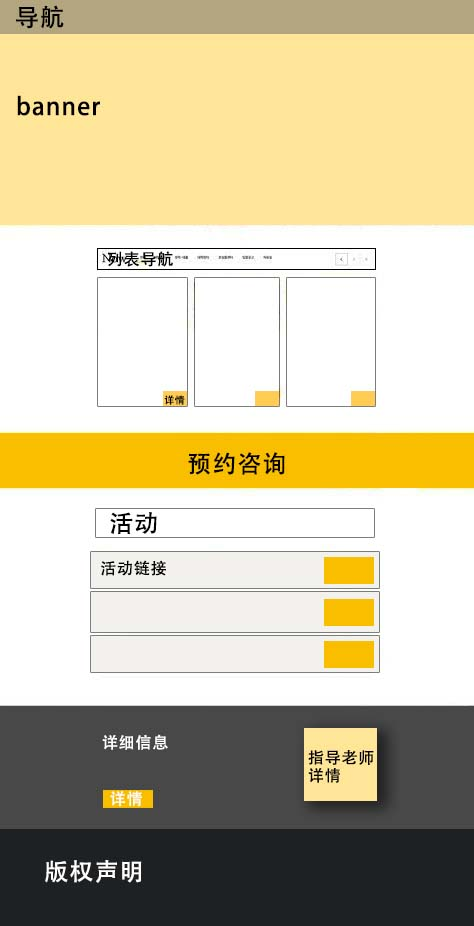 导航
banner
列表导航
详情
预约咨询
活动
活动链接
详细信息
指导老师
详情
详情
版权声明